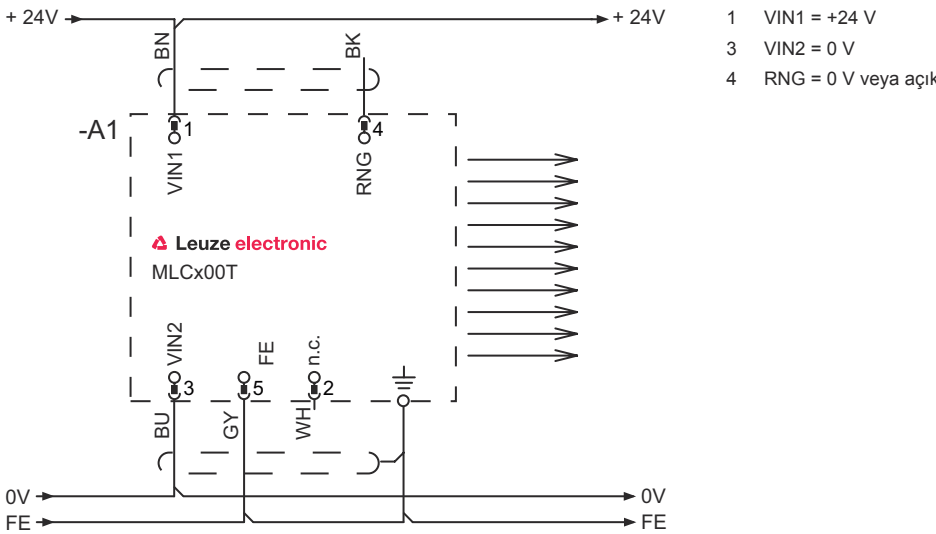 + 24V
+ 24V
1 VIN1 = +24 V
3 VIN2 = 0 V
4 RNG = 0 V veya açık
BN
BK
-A1
1
4
VIN1
RNG
Leuze electronic
MLCx00T
VIN2
FE
n.c.
3
5
2
BU
GY
WH
0V
0V
FE
FE